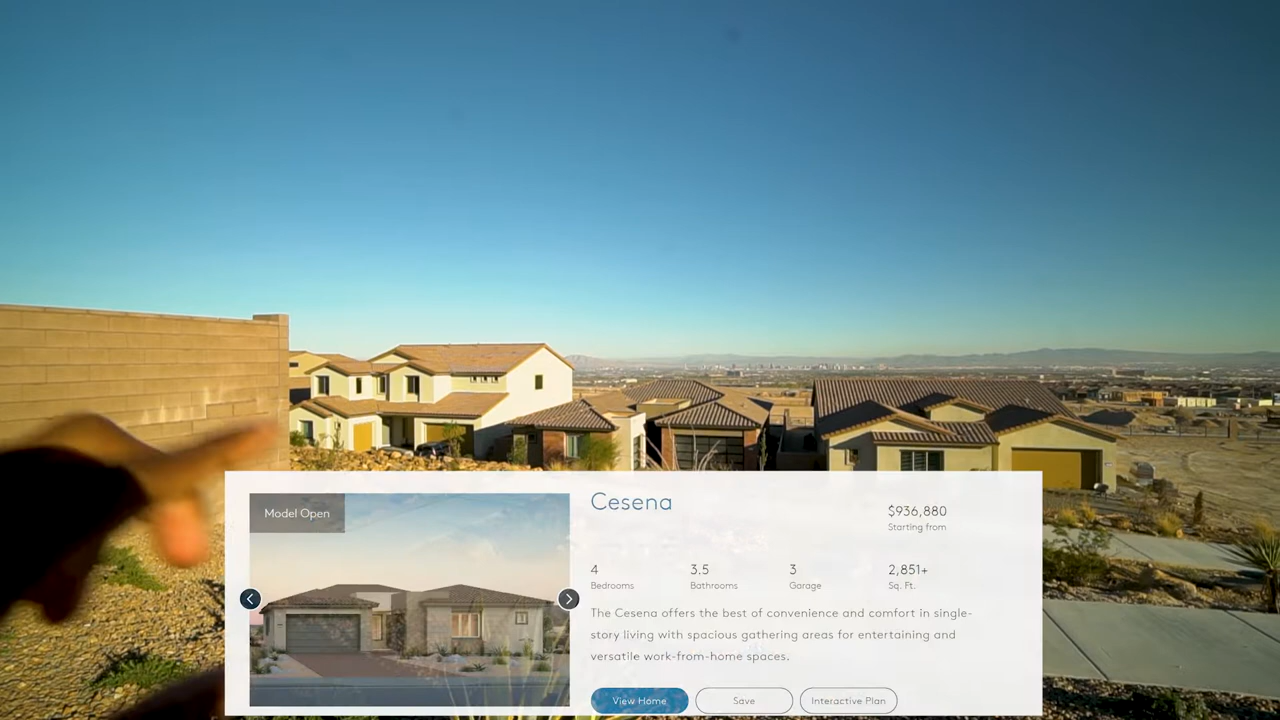 Model Open
Cesena
$936,880
Starting from
4
Bedrooms
3.5
Bathrooms
3
Garage
2,851+
Sq. Ft.
The Cesena offers the best of convenience and comfort in single-
story living with spacious gathering areas for entertaining and
versatile work-from-home spaces.
View Home
Save
Interactive Plan